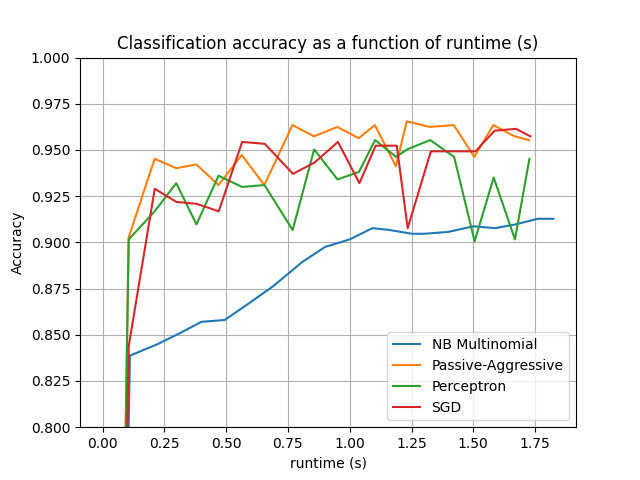 Classification accuracy as a function of runtime (s)
1.000
0.975
0.950
0.925
0.900
0.875
0.850
0.825
0.800
Accuracy
NB Multinomial
Passive-Aggressive
Perceptron
SGD
0.00 0.25 0.50 0.75 1.00 1.25 1.50 1.75
runtime (s)